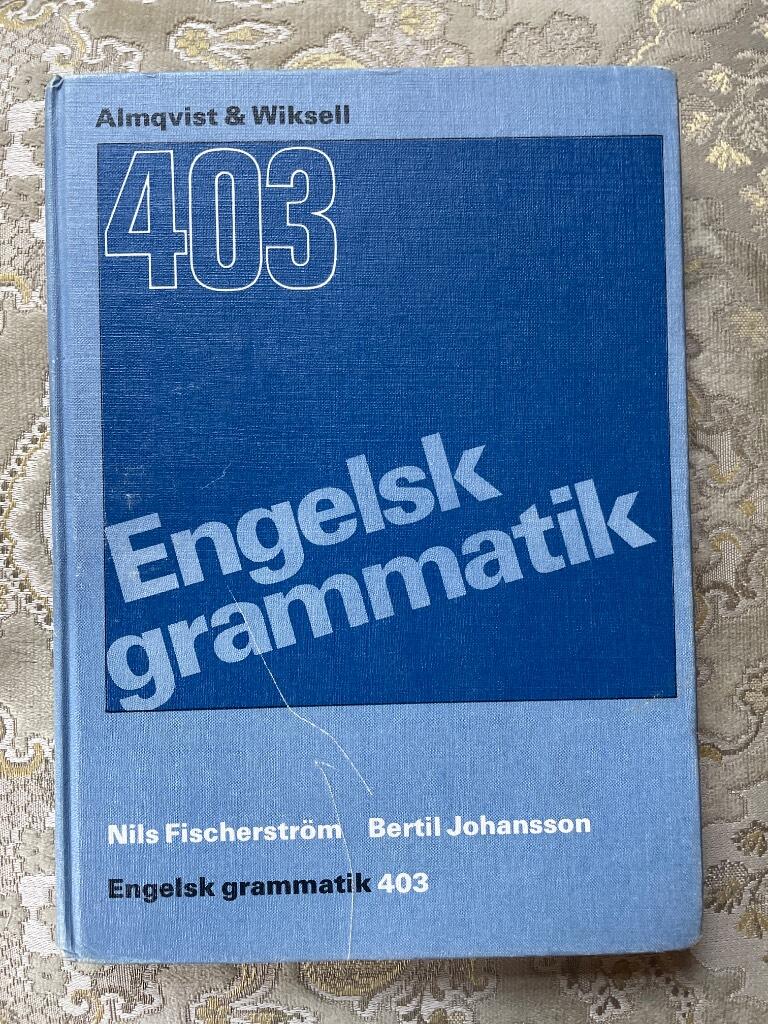 Almqvist & Wiksell
403
Engelsk
grammatik
Nils Fischerström Bertil Johansson
Engelsk grammatik 403